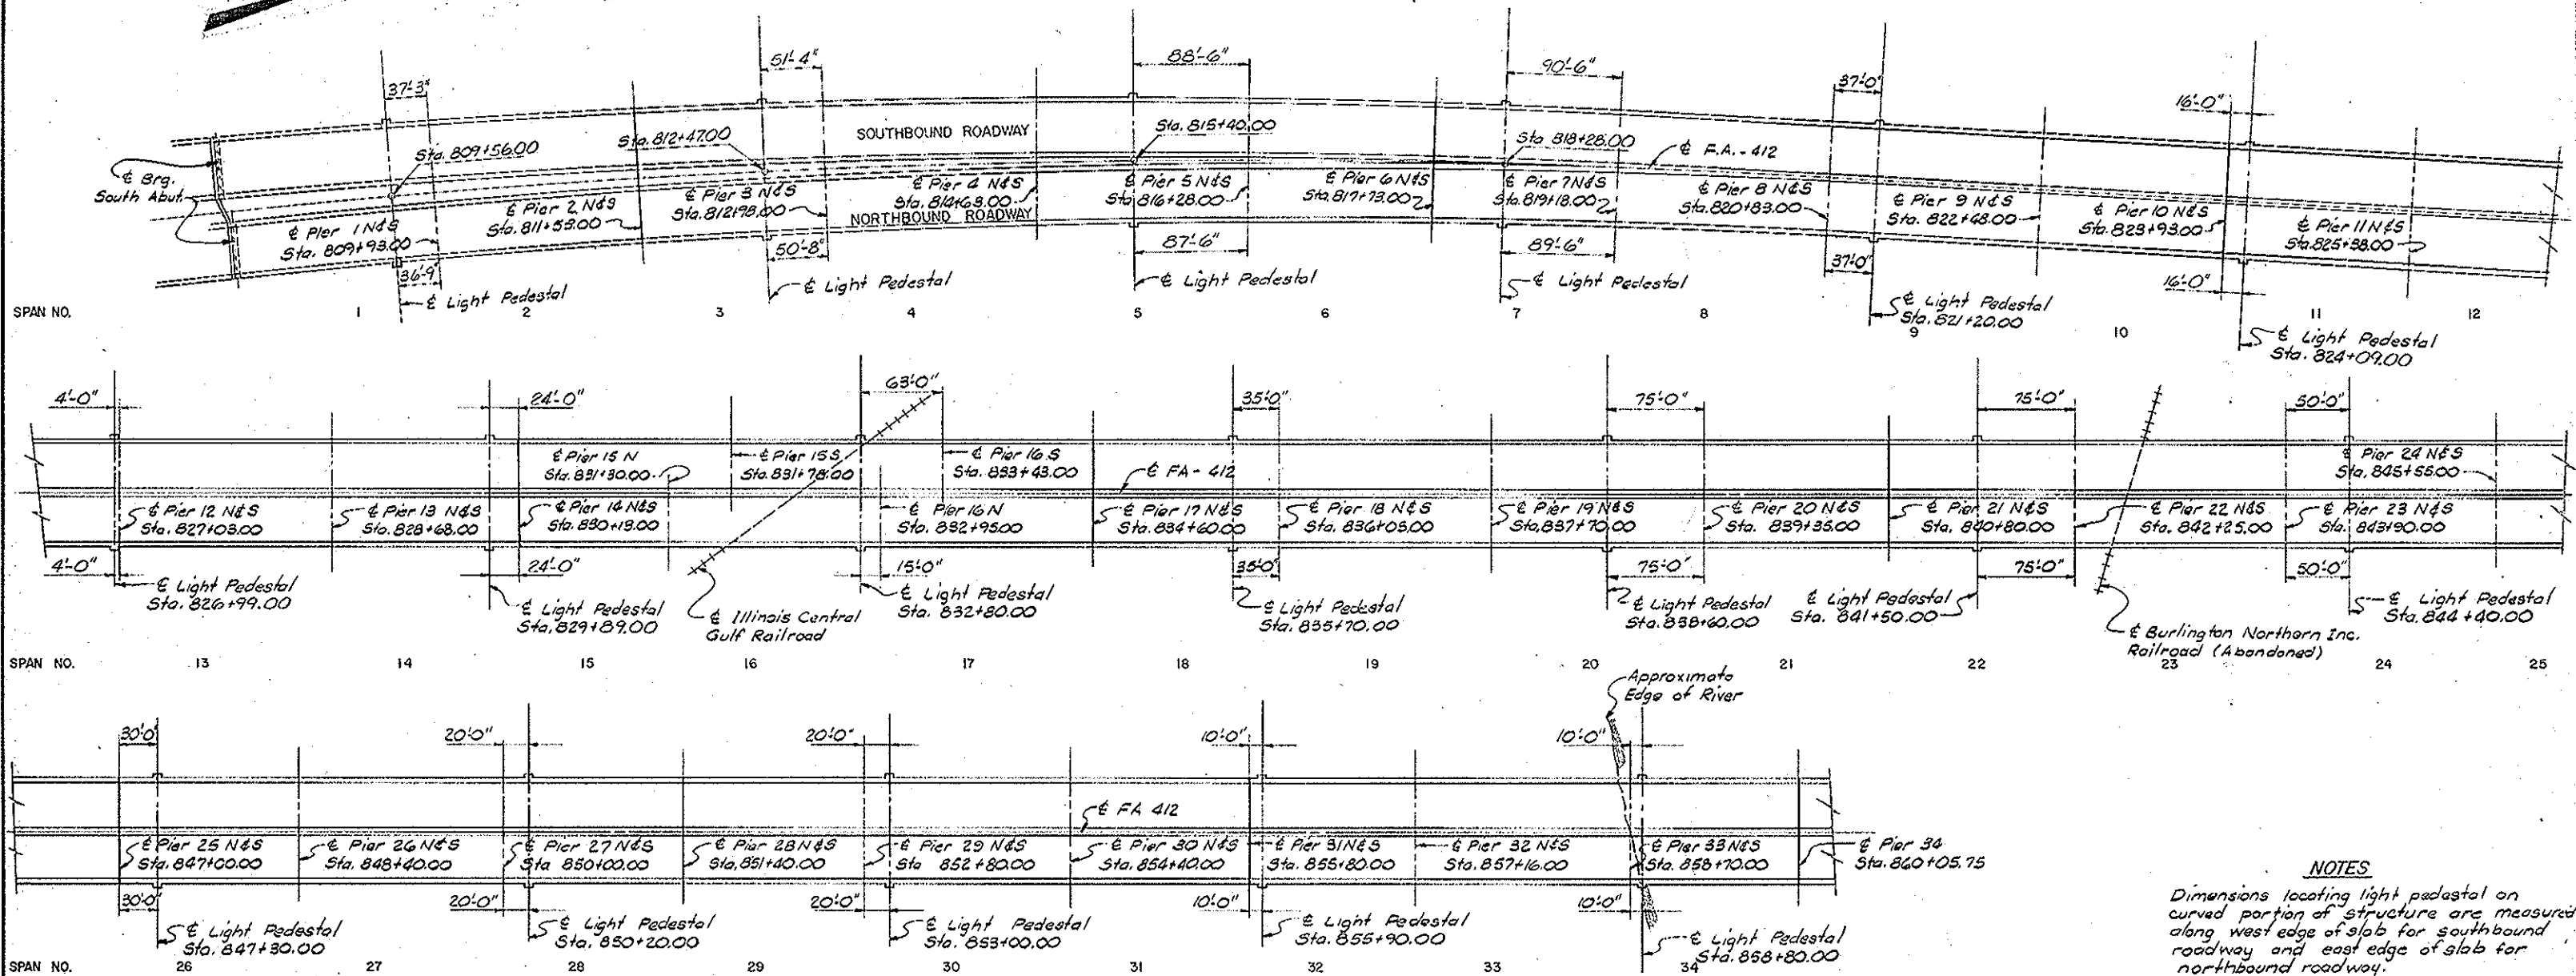 37'-3"
51'-4"
88'-6"
90'-6"
37'-0"
16'-0"
℄ Brg.
South Abut.
Sta. 809+56.00
Sta. 812+47.00
SOUTHBOUND ROADWAY
Sta. 815+40.00
Sta. 818+28.00
℄ F.A.-412
℄ Pier 1 N&S
Sta. 809+93.00
℄ Pier 2 N&S
Sta. 811+53.00
℄ Pier 3 N&S
Sta. 812+98.00
℄ Pier 4 N&S
Sta. 814+63.00
NORTHBOUND ROADWAY
℄ Pier 5 N&S
Sta. 816+28.00
℄ Pier 6 N&S
Sta. 817+73.00
℄ Pier 7 N&S
Sta. 819+18.00
℄ Pier 8 N&S
Sta. 820+83.00
℄ Pier 9 N&S
Sta. 822+48.00
℄ Pier 10 N&S
Sta. 823+93.00
℄ Pier 11 N&S
Sta. 825+58.00
36'-9"
50'-8"
87'-6"
89'-6"
37'-0"
16'-0"
℄ Light Pedestal
℄ Light Pedestal
℄ Light Pedestal
℄ Light Pedestal
℄ Light Pedestal
Sta. 821+20.00
℄ Light Pedestal
Sta. 824+09.00
SPAN NO. 1 2 3 4 5 6 7 8 9 10 11 12
4'-0"
24'-0"
63'-0"
35'-0"
75'-0"
75'-0"
50'-0"
℄ Pier 15 N
Sta. 831+30.00
℄ Pier 15 S
Sta. 831+78.00
℄ Pier 16 S
Sta. 833+43.00
℄ FA-412
℄ Pier 24 N&S
Sta. 845+55.00
℄ Pier 12 N&S
Sta. 827+03.00
℄ Pier 13 N&S
Sta. 828+68.00
℄ Pier 14 N&S
Sta. 830+13.00
℄ Pier 16 N
Sta. 832+95.00
℄ Pier 17 N&S
Sta. 834+60.00
℄ Pier 18 N&S
Sta. 836+05.00
℄ Pier 19 N&S
Sta. 837+70.00
℄ Pier 20 N&S
Sta. 839+35.00
℄ Pier 21 N&S
Sta. 840+80.00
℄ Pier 22 N&S
Sta. 842+25.00
℄ Pier 23 N&S
Sta. 843+90.00
4'-0"
24'-0"
15'-0"
35'-0"
75'-0"
75'-0"
50'-0"
℄ Light Pedestal
Sta. 826+99.00
℄ Light Pedestal
Sta. 829+89.00
℄ Illinois Central
Gulf Railroad
℄ Light Pedestal
Sta. 832+80.00
℄ Light Pedestal
Sta. 835+70.00
℄ Light Pedestal
Sta. 838+60.00
℄ Light Pedestal
Sta. 841+50.00
℄ Burlington Northern Inc.
Railroad (Abandoned)
℄ Light Pedestal
Sta. 844+40.00
SPAN NO. 13 14 15 16 17 18 19 20 21 22 23 24 25
Approximate
Edge of River
30'-0"
20'-0"
20'-0"
10'-0"
10'-0"
℄ FA 412
℄ Pier 25 N&S
Sta. 847+00.00
℄ Pier 26 N&S
Sta. 848+40.00
℄ Pier 27 N&S
Sta 850+00.00
℄ Pier 28 N&S
Sta. 851+40.00
℄ Pier 29 N&S
Sta 852+80.00
℄ Pier 30 N&S
Sta. 854+40.00
℄ Pier 31 N&S
Sta. 855+80.00
℄ Pier 32 N&S
Sta. 857+16.00
℄ Pier 33 N&S
Sta. 858+70.00
℄ Pier 34
Sta. 860+05.75
30'-0"
20'-0"
20'-0"
10'-0"
10'-0"
℄ Light Pedestal
Sta. 847+30.00
℄ Light Pedestal
Sta. 850+20.00
℄ Light Pedestal
Sta. 853+00.00
℄ Light Pedestal
Sta. 855+90.00
℄ Light Pedestal
Sta. 858+80.00
SPAN NO. 26 27 28 29 30 31 32 33 34
NOTES
Dimensions locating light pedestal on
curved portion of structure are measured
along west edge of slab for southbound
roadway and east edge of slab for
northbound roadway.